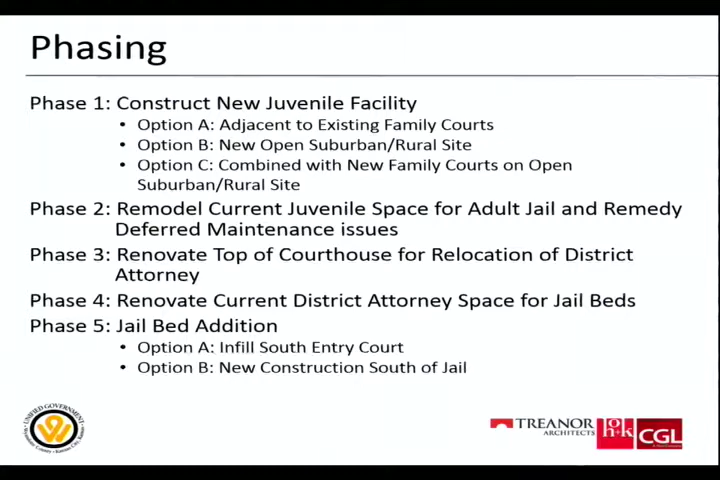 Phasing
Phase 1: Construct New Juvenile Facility
• Option A: Adjacent to Existing Family Courts
• Option B: New Open Suburban/Rural Site
• Option C: Combined with New Family Courts on Open
Suburban/Rural Site
Phase 2: Remodel Current Juvenile Space for Adult Jail and Remedy
Deferred Maintenance issues
Phase 3: Renovate Top of Courthouse for Relocation of District
Attorney
Phase 4: Renovate Current District Attorney Space for Jail Beds
Phase 5: Jail Bed Addition
• Option A: Infill South Entry Court
• Option B: New Construction South of Jail
UNIFIED GOVERNMENT
TREANOR
ARCHITECTS
HOK
CGL